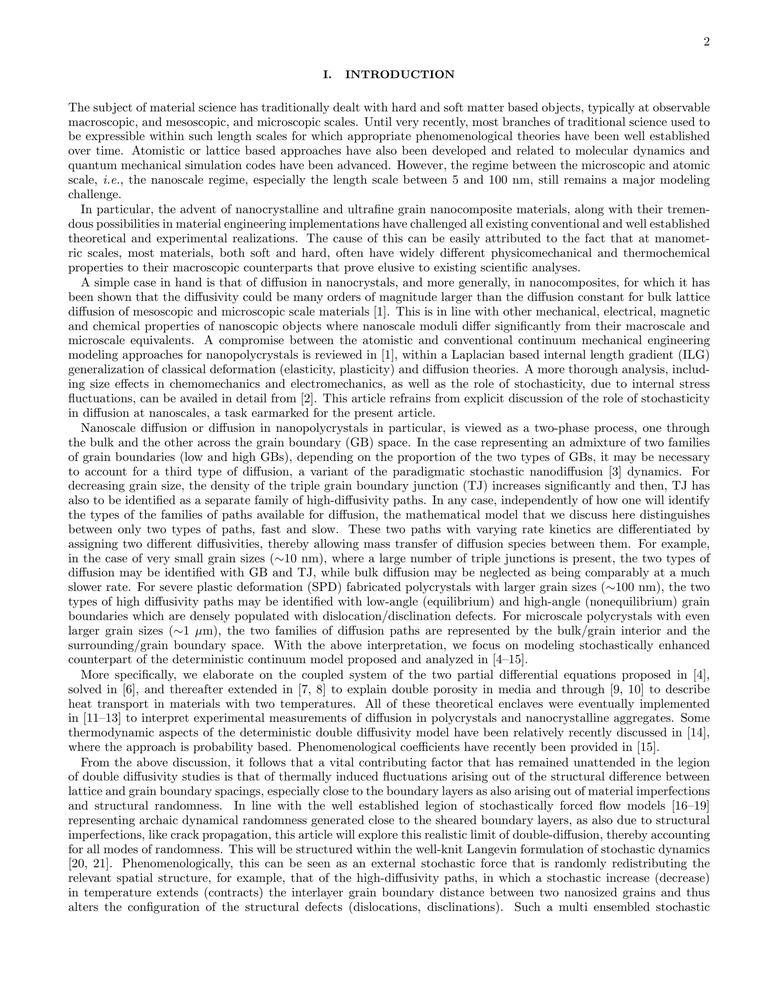 2
I. INTRODUCTION
The subject of material science has traditionally dealt with hard and soft matter based objects, typically at observable
macroscopic, and mesoscopic, and microscopic scales. Until very recently, most branches of traditional science used to
be expressible within such length scales for which appropriate phenomenological theories have been well established
over time. Atomistic or lattice based approaches have also been developed and related to molecular dynamics and
quantum mechanical simulation codes have been advanced. However, the regime between the microscopic and atomic
scale, i.e., the nanoscale regime, especially the length scale between 5 and 100 nm, still remains a major modeling
challenge.
In particular, the advent of nanocrystalline and ultrafine grain nanocomposite materials, along with their tremen-
dous possibilities in material engineering implementations have challenged all existing conventional and well established
theoretical and experimental realizations. The cause of this can be easily attributed to the fact that at manomet-
ric scales, most materials, both soft and hard, often have widely different physicomechanical and thermochemical
properties to their macroscopic counterparts that prove elusive to existing scientific analyses.
A simple case in hand is that of diffusion in nanocrystals, and more generally, in nanocomposites, for which it has
been shown that the diffusivity could be many orders of magnitude larger than the diffusion constant for bulk lattice
diffusion of mesoscopic and microscopic scale materials [1]. This is in line with other mechanical, electrical, magnetic
and chemical properties of nanoscopic objects where nanoscale moduli differ significantly from their macroscale and
microscale equivalents. A compromise between the atomistic and conventional continuum mechanical engineering
modeling approaches for nanopolycrystals is reviewed in [1], within a Laplacian based internal length gradient (ILG)
generalization of classical deformation (elasticity, plasticity) and diffusion theories. A more thorough analysis, includ-
ing size effects in chemomechanics and electromechanics, as well as the role of stochasticity, due to internal stress
fluctuations, can be availed in detail from [2]. This article refrains from explicit discussion of the role of stochasticity
in diffusion at nanoscales, a task earmarked for the present article.
Nanoscale diffusion or diffusion in nanopolycrystals in particular, is viewed as a two-phase process, one through
the bulk and the other across the grain boundary (GB) space. In the case representing an admixture of two families
of grain boundaries (low and high GBs), depending on the proportion of the two types of GBs, it may be necessary
to account for a third type of diffusion, a variant of the paradigmatic stochastic nanodiffusion [3] dynamics. For
decreasing grain size, the density of the triple grain boundary junction (TJ) increases significantly and then, TJ has
also to be identified as a separate family of high-diffusivity paths. In any case, independently of how one will identify
the types of the families of paths available for diffusion, the mathematical model that we discuss here distinguishes
between only two types of paths, fast and slow. These two paths with varying rate kinetics are differentiated by
assigning two different diffusivities, thereby allowing mass transfer of diffusion species between them. For example,
in the case of very small grain sizes (∼10 nm), where a large number of triple junctions is present, the two types of
diffusion may be identified with GB and TJ, while bulk diffusion may be neglected as being comparably at a much
slower rate. For severe plastic deformation (SPD) fabricated polycrystals with larger grain sizes (∼100 nm), the two
types of high diffusivity paths may be identified with low-angle (equilibrium) and high-angle (nonequilibrium) grain
boundaries which are densely populated with dislocation/disclination defects. For microscale polycrystals with even
larger grain sizes (∼1 μm), the two families of diffusion paths are represented by the bulk/grain interior and the
surrounding/grain boundary space. With the above interpretation, we focus on modeling stochastically enhanced
counterpart of the deterministic continuum model proposed and analyzed in [4–15].
More specifically, we elaborate on the coupled system of the two partial differential equations proposed in [4],
solved in [6], and thereafter extended in [7, 8] to explain double porosity in media and through [9, 10] to describe
heat transport in materials with two temperatures. All of these theoretical enclaves were eventually implemented
in [11–13] to interpret experimental measurements of diffusion in polycrystals and nanocrystalline aggregates. Some
thermodynamic aspects of the deterministic double diffusivity model have been relatively recently discussed in [14],
where the approach is probability based. Phenomenological coefficients have recently been provided in [15].
From the above discussion, it follows that a vital contributing factor that has remained unattended in the legion
of double diffusivity studies is that of thermally induced fluctuations arising out of the structural difference between
lattice and grain boundary spacings, especially close to the boundary layers as also arising out of material imperfections
and structural randomness. In line with the well established legion of stochastically forced flow models [16–19]
representing archaic dynamical randomness generated close to the sheared boundary layers, as also due to structural
imperfections, like crack propagation, this article will explore this realistic limit of double-diffusion, thereby accounting
for all modes of randomness. This will be structured within the well-knit Langevin formulation of stochastic dynamics
[20, 21]. Phenomenologically, this can be seen as an external stochastic force that is randomly redistributing the
relevant spatial structure, for example, that of the high-diffusivity paths, in which a stochastic increase (decrease)
in temperature extends (contracts) the interlayer grain boundary distance between two nanosized grains and thus
alters the configuration of the structural defects (dislocations, disclinations). Such a multi ensembled stochastic